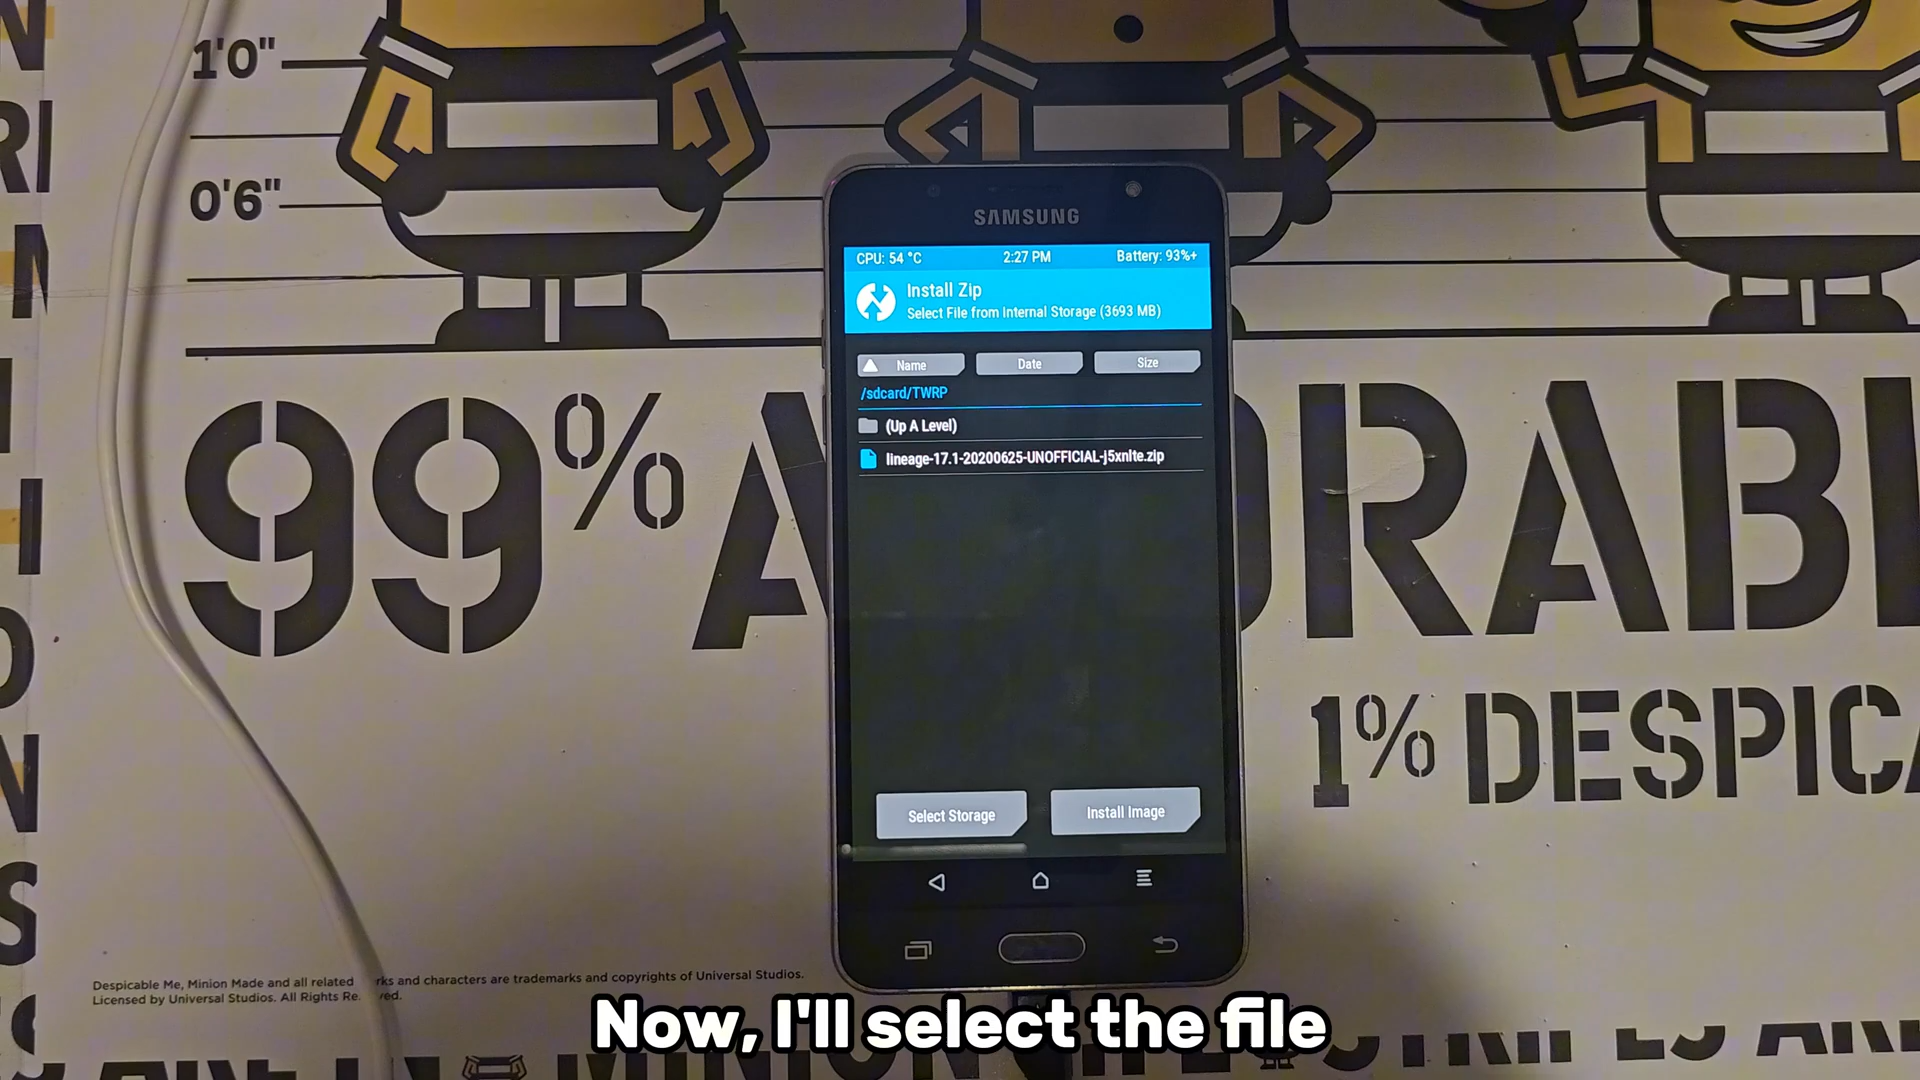 1'0"
0'6"
SAMSUNG
CPU: 54 °C 2:27 PM Battery: 93%+
Install Zip
Select File from Internal Storage (3693 MB)
Name Date Size
/sdcard/TWRP
(Up A Level)
lineage-17.1-20200625-UNOFFICIAL-j5xnlte.zip
Select Storage Install Image
99% A ORABL
1% DESPICA
Despicable Me, Minion Made and all related rks and characters are trademarks and copyrights of Universal Studios.
Licensed by Universal Studios. All Rights Re ved.
Now, I'll select the file